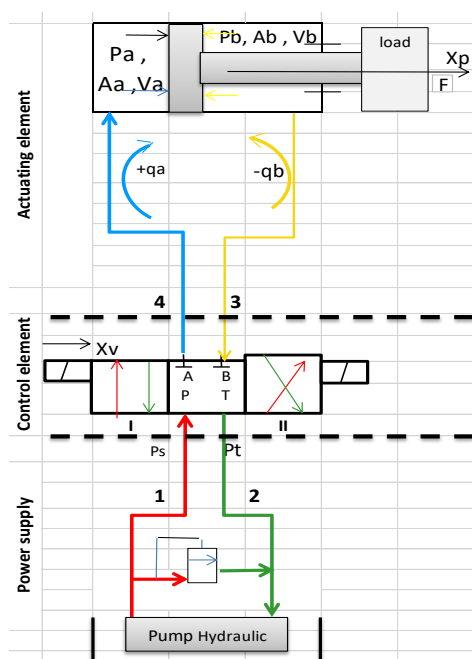 Actuating element
Pa ,
Aa, Va
Pb, Ab , Vb
load
Xp
F
+qa
-qb
4
3
Control element
Xv
A
B
P
T
I
II
Ps
Pt
1
2
Power supply
Pump Hydraulic